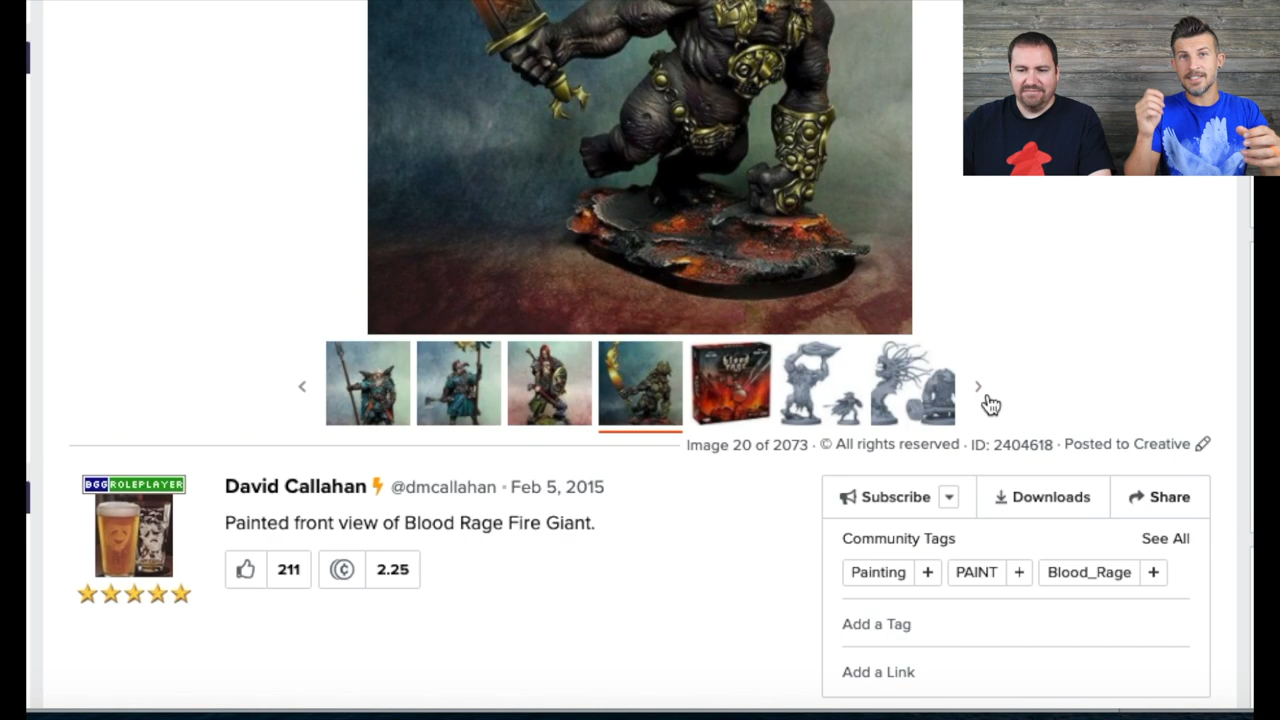 BLOOD RAGE
Image 20 of 2073 · © All rights reserved · ID: 2404618 · Posted to Creative
BGG ROLEPLAYER
David Callahan @dmcallahan · Feb 5, 2015
Painted front view of Blood Rage Fire Giant.
211 2.25
Subscribe Downloads Share
Community Tags See All
Painting + PAINT + Blood_Rage +
Add a Tag
Add a Link